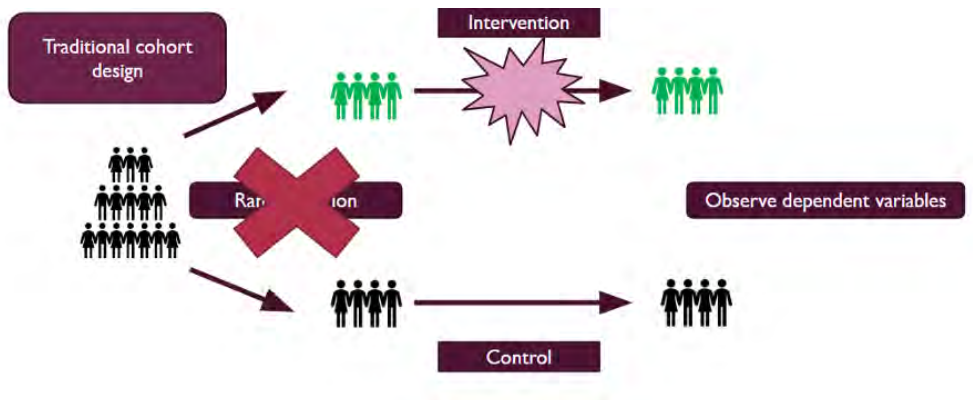 Intervention
Traditional cohort
design
Observe dependent variables
Control